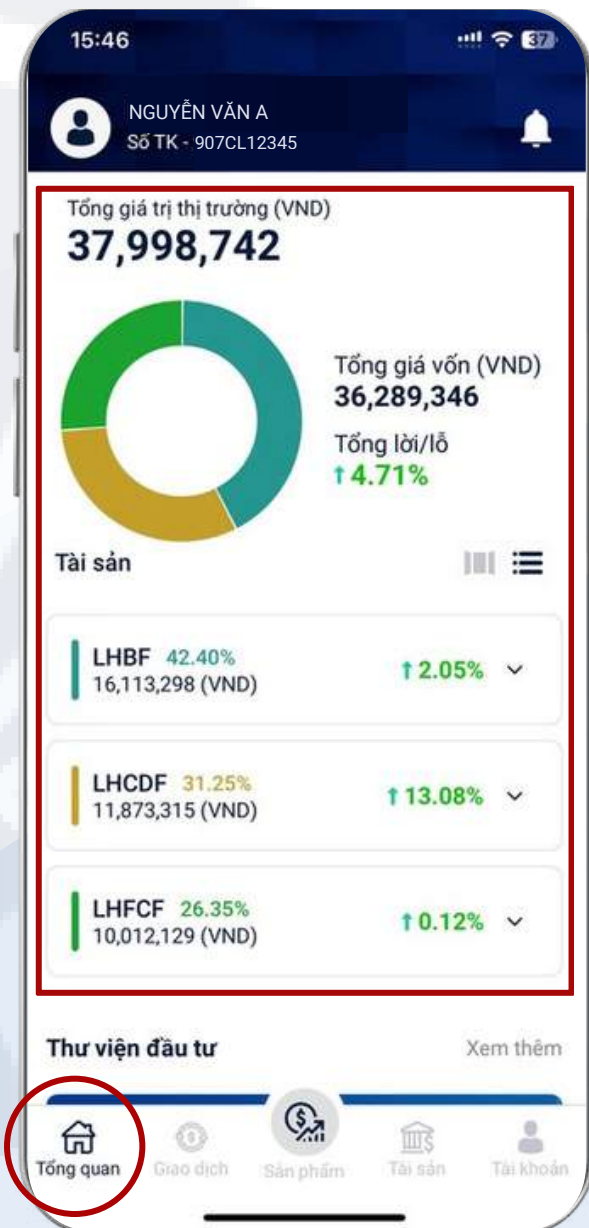 15:46
37
NGUYỄN VĂN A
Số TK - 907CL12345
Tổng giá trị thị trường (VND)
37,998,742
Tổng giá vốn (VND)
36,289,346
Tổng lời/lỗ
↑ 4.71%
Tài sản
LHBF 42.40%
16,113,298 (VND)
↑ 2.05%
LHCDF 31.25%
11,873,315 (VND)
↑ 13.08%
LHFCF 26.35%
10,012,129 (VND)
↑ 0.12%
Thư viện đầu tư
Xem thêm
Tổng quan
Giao dịch
Sản phẩm
Tài sản
Tài khoản